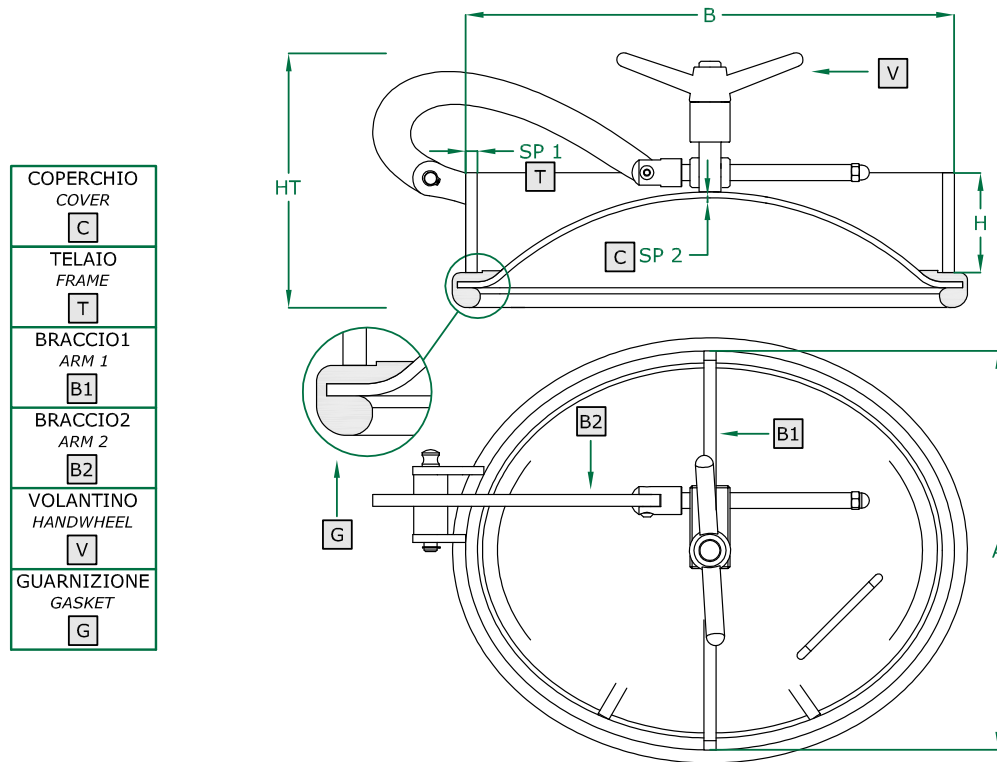 COPERCHIO
COVER
C
TELAIO
FRAME
T
BRACCIO1
ARM 1
B1
BRACCIO2
ARM 2
B2
VOLANTINO
HANDWHEEL
V
GUARNIZIONE
GASKET
G
B
V
SP 1
T
HT
H
C SP 2
B2
B1
G
A